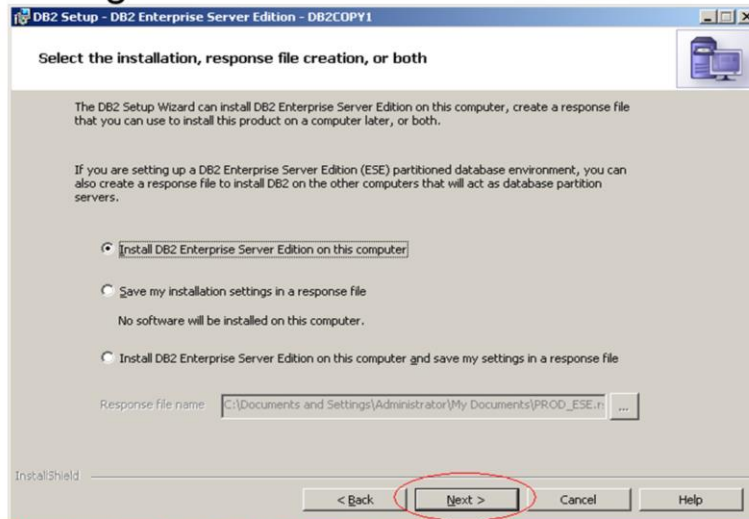 DB2 Setup - DB2 Enterprise Server Edition - DB2COPY1
Select the installation, response file creation, or both
The DB2 Setup Wizard can install DB2 Enterprise Server Edition on this computer, create a response file
that you can use to install this product on a computer later, or both.
If you are setting up a DB2 Enterprise Server Edition (ESE) partitioned database environment, you can
also create a response file to install DB2 on the other computers that will act as database partition
servers.
Install DB2 Enterprise Server Edition on this computer
Save my installation settings in a response file
No software will be installed on this computer.
Install DB2 Enterprise Server Edition on this computer and save my settings in a response file
Response file name C:\Documents and Settings\Administrator\My Documents\PROD_ESE.r ...
InstallShield
< Back Next > Cancel Help